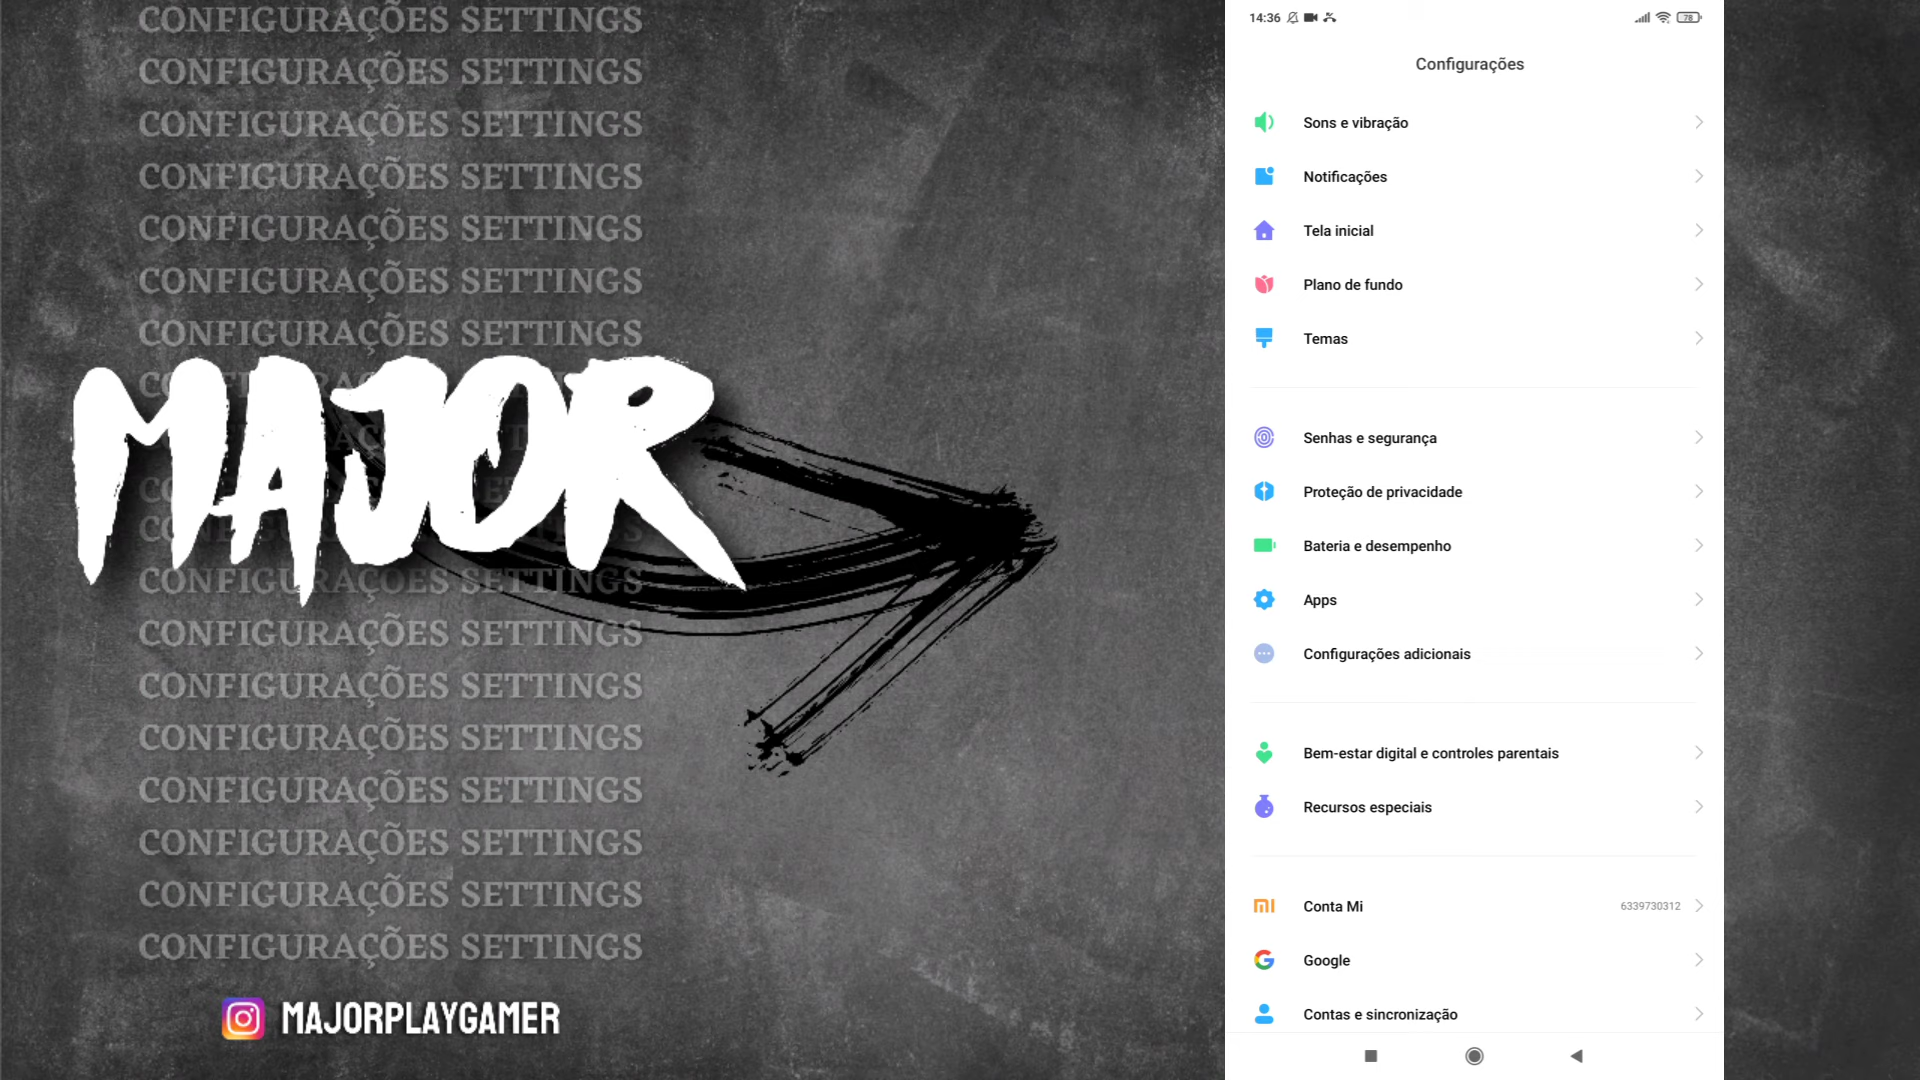 CONFIGURAÇÕES SETTINGS
CONFIGURAÇÕES SETTINGS
CONFIGURAÇÕES SETTINGS
CONFIGURAÇÕES SETTINGS
CONFIGURAÇÕES SETTINGS
CONFIGURAÇÕES SETTINGS
CONFIGURAÇÕES SETTINGS
MAJOR
CONFIGURAÇÕES SETTINGS
CONFIGURAÇÕES SETTINGS
CONFIGURAÇÕES SETTINGS
CONFIGURAÇÕES SETTINGS
CONFIGURAÇÕES SETTINGS
CONFIGURAÇÕES SETTINGS
CONFIGURAÇÕES SETTINGS
CONFIGURAÇÕES SETTINGS
MAJORPLAYGAMER
14:36
78
Configurações
Sons e vibração
Notificações
Tela inicial
Plano de fundo
Temas
Senhas e segurança
Proteção de privacidade
Bateria e desempenho
Apps
Configurações adicionais
Bem-estar digital e controles parentais
Recursos especiais
Conta Mi 6339730312
Google
Contas e sincronização